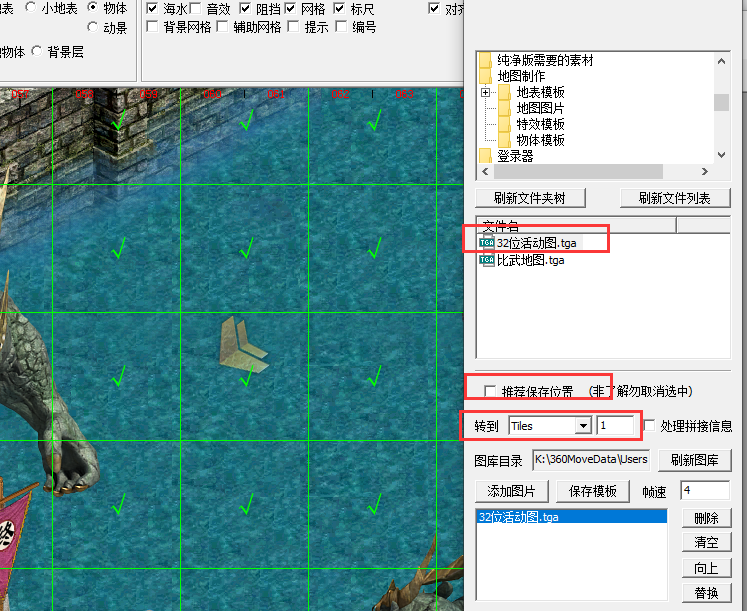 表 小地表 物体
动景
物体 背景层
海水 音效 阻挡 网格 标尺 对齐
背景网格 辅助网格 提示 编号
058 059 060 061 062 063
纯净版需要的素材
地图制作
地表模板
地图图片
特效模板
物体模板
登录器
刷新文件夹树 刷新文件列表
文件名
32位活动图.tga
比武地图.tga
推荐保存位置 (非了解勿取消选中)
转到 Tiles 1 处理拼接信息
图库目录 K:\360MoveData\Users 刷新图库
添加图片 保存模板 帧速 4
32位活动图.tga
删除
清空
向上
替换